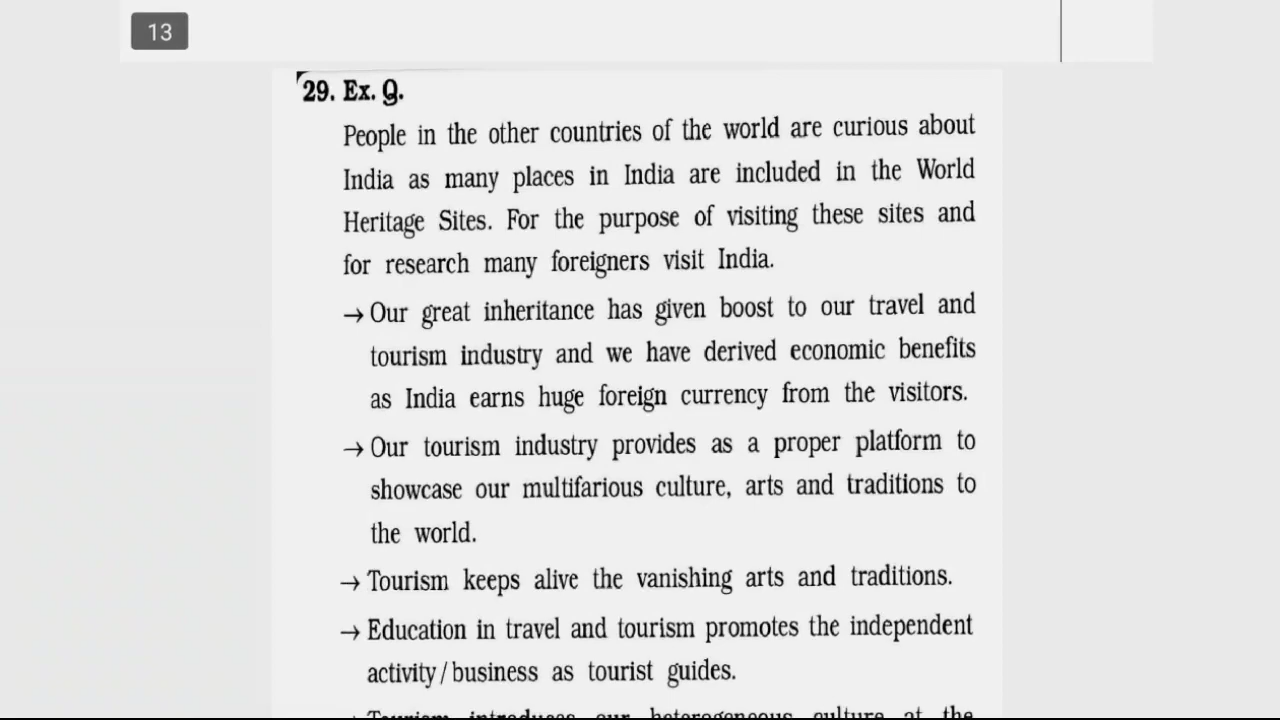 13
29. Ex. Q.
People in the other countries of the world are curious about
India as many places in India are included in the World
Heritage Sites. For the purpose of visiting these sites and
for research many foreigners visit India.
→ Our great inheritance has given boost to our travel and
tourism industry and we have derived economic benefits
as India earns huge foreign currency from the visitors.
→ Our tourism industry provides as a proper platform to
showcase our multifarious culture, arts and traditions to
the world.
→ Tourism keeps alive the vanishing arts and traditions.
→ Education in travel and tourism promotes the independent
activity/business as tourist guides.
→ Tourism introduces our heterogeneous culture at the